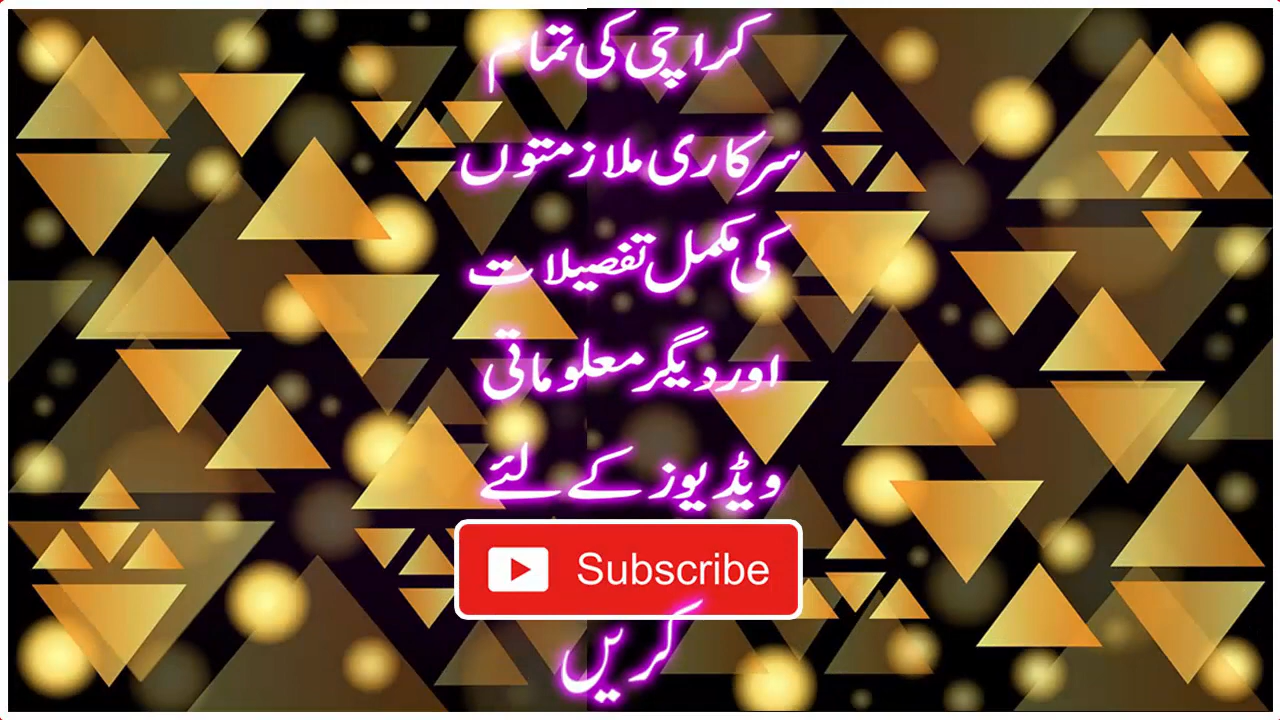 کراچی کی تمام
سرکاری ملازمتوں
کی مکمل تفصیلات
اور دیگر معلوماتی
ویڈیوز کے لئے
Subscribe
کریں